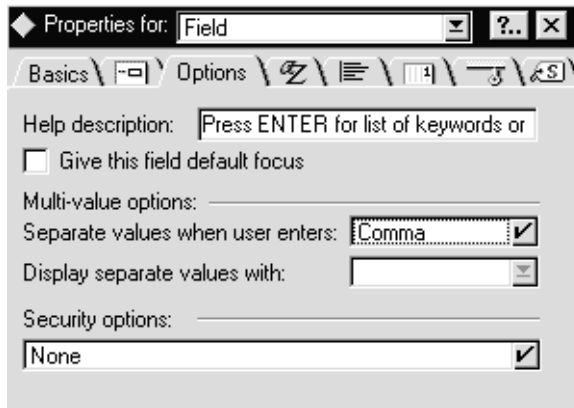 Properties for: Field ?..
Basics Options
Help description: Press ENTER for list of keywords or
Give this field default focus
Multi-value options:
Separate values when user enters: Comma
Display separate values with:
Security options:
None